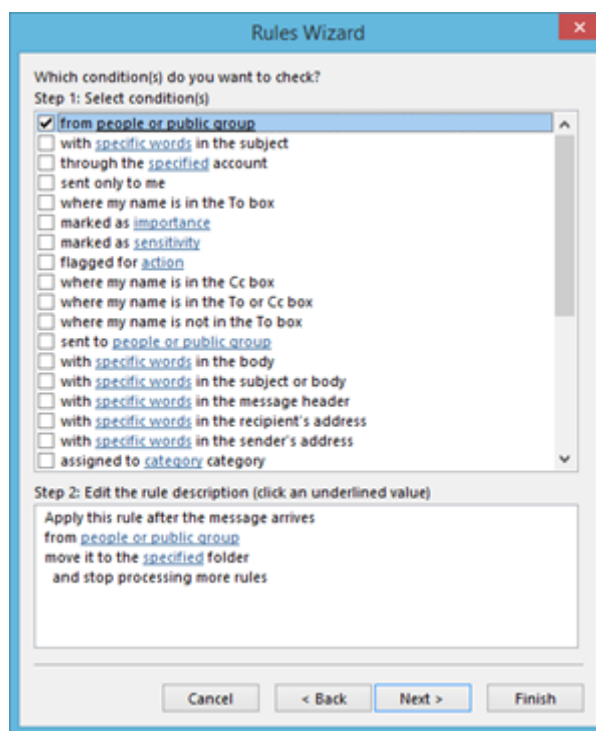 Rules Wizard
Which condition(s) do you want to check?
Step 1: Select condition(s)
from people or public group
with specific words in the subject
through the specified account
sent only to me
where my name is in the To box
marked as importance
marked as sensitivity
flagged for action
where my name is in the Cc box
where my name is in the To or Cc box
where my name is not in the To box
sent to people or public group
with specific words in the body
with specific words in the subject or body
with specific words in the message header
with specific words in the recipient's address
with specific words in the sender's address
assigned to category category
Step 2: Edit the rule description (click an underlined value)
Apply this rule after the message arrives
from people or public group
move it to the specified folder
and stop processing more rules
Cancel < Back Next > Finish